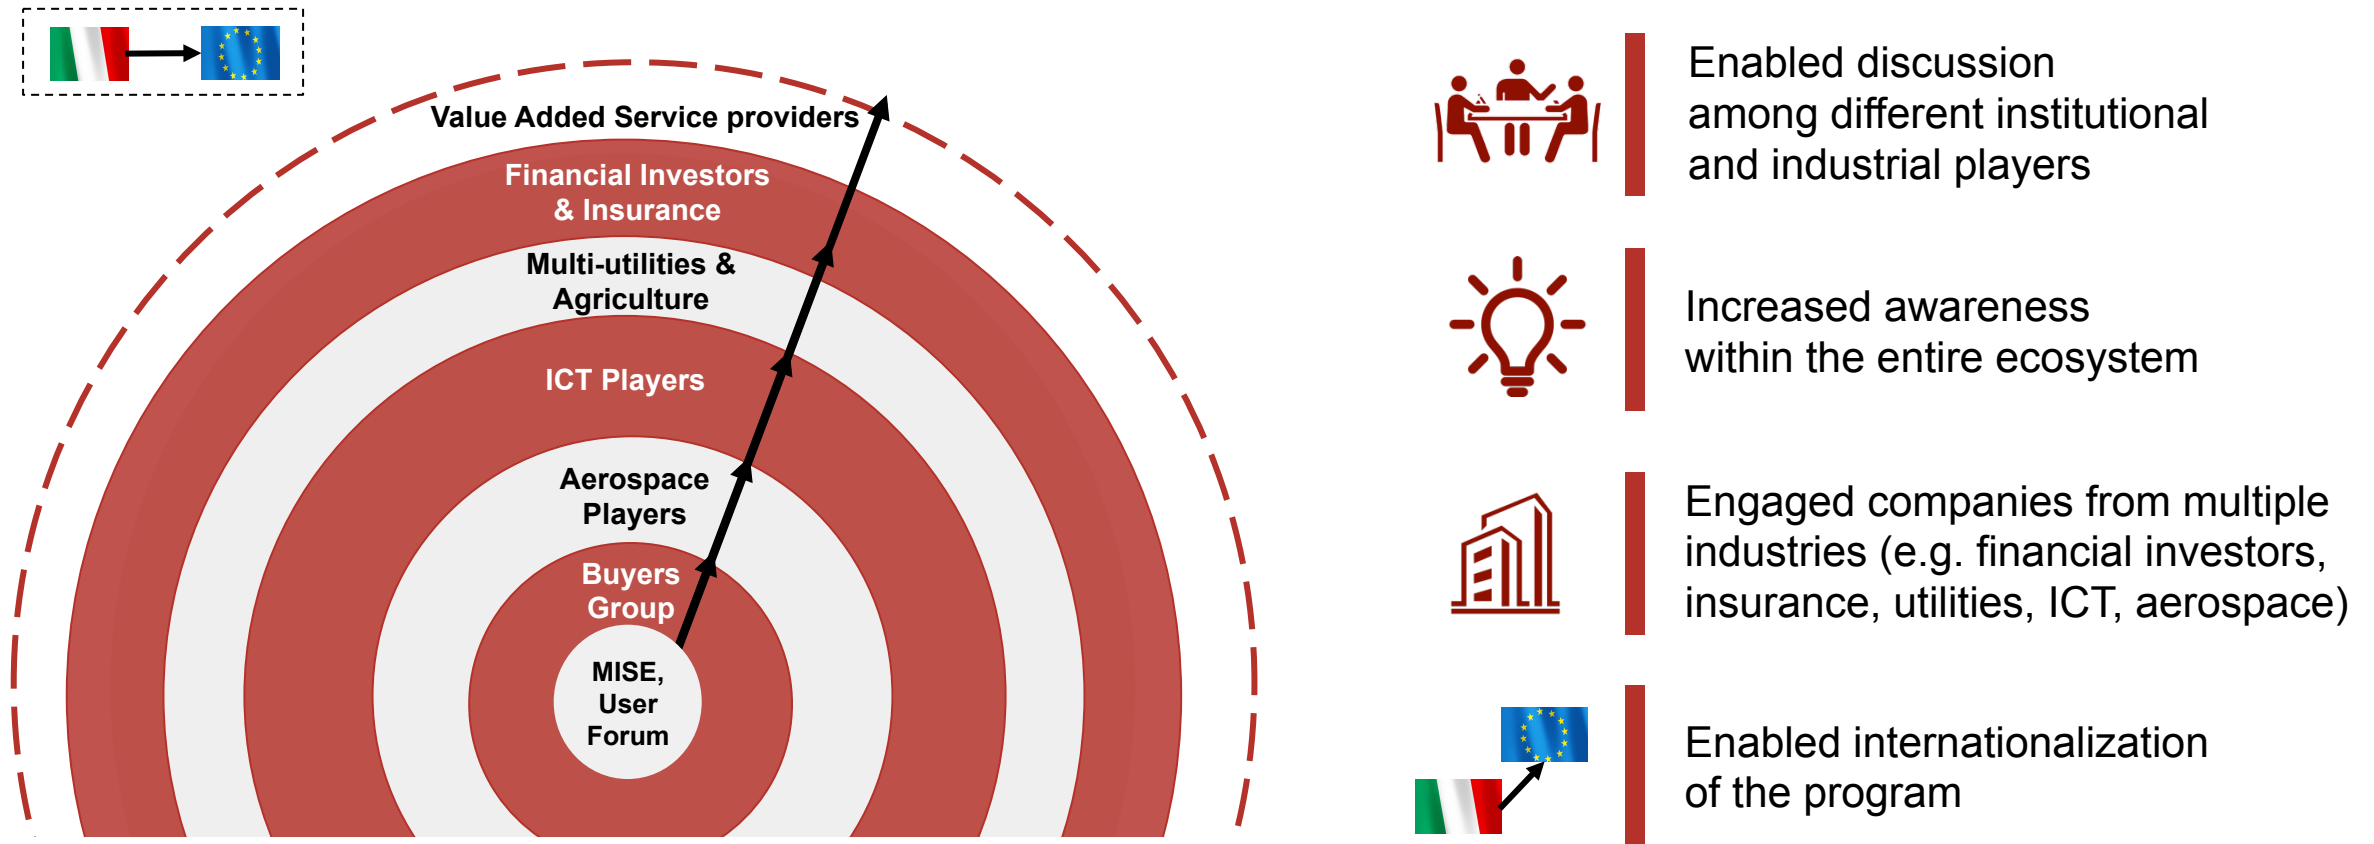 Value Added Service providers
Financial Investors
& Insurance
Multi-utilities &
Agriculture
ICT Players
Aerospace
Players
Buyers
Group
MISE,
User
Forum
Enabled discussion
among different institutional
and industrial players
Increased awareness
within the entire ecosystem
Engaged companies from multiple
industries (e.g. financial investors,
insurance, utilities, ICT, aerospace)
Enabled internationalization
of the program